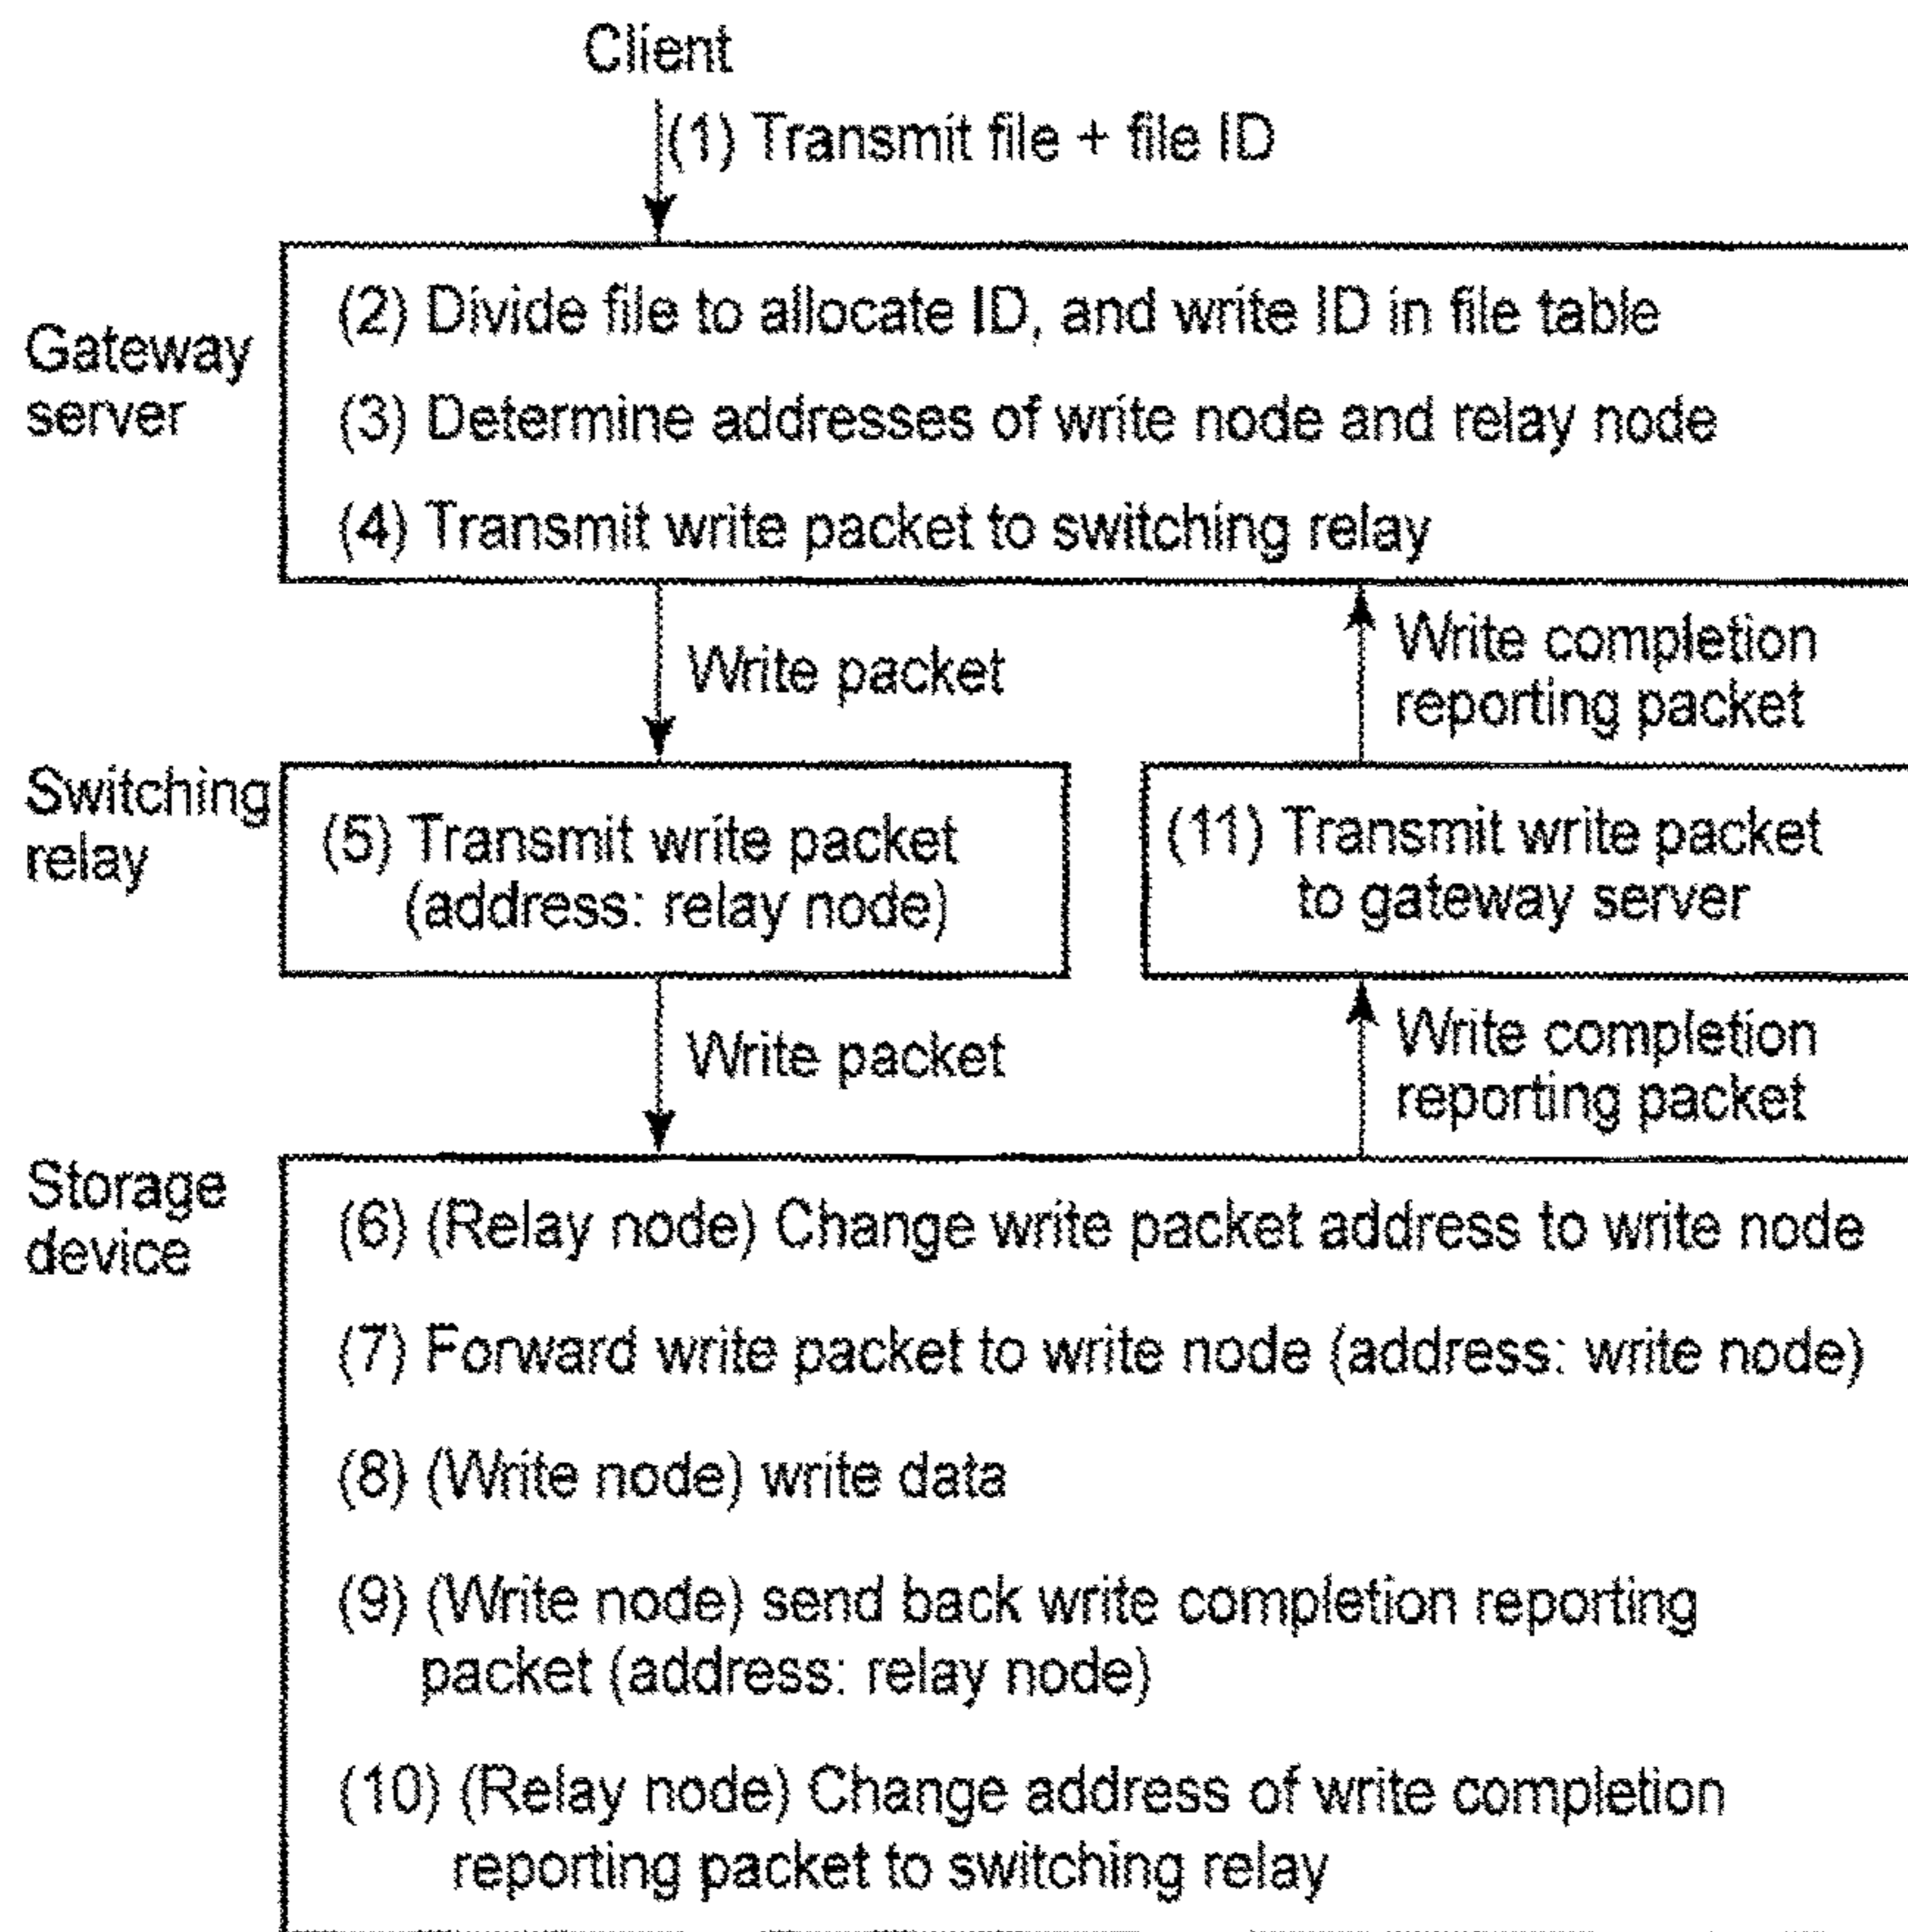 Client
(1) Transmit file + file ID
Gateway
server
(2) Divide file to allocate ID, and write ID in file table
(3) Determine addresses of write node and relay node
(4) Transmit write packet to switching relay
Write packet
Write completion
reporting packet
Switching
relay
(5) Transmit write packet
(address: relay node)
(11) Transmit write packet
to gateway server
Write packet
Write completion
reporting packet
Storage
device
(6) (Relay node) Change write packet address to write node
(7) Forward write packet to write node (address: write node)
(8) (Write node) write data
(9) (Write node) send back write completion reporting
packet (address: relay node)
(10) (Relay node) Change address of write completion
reporting packet to switching relay